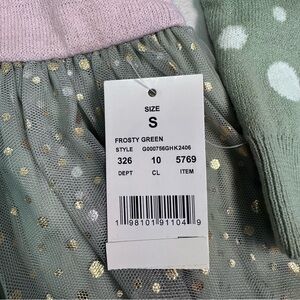 SIZE
S
FROSTY GREEN
STYLE G000756GHK2406
326 10 5769
DEPT CL ITEM
1 98101 91104 9